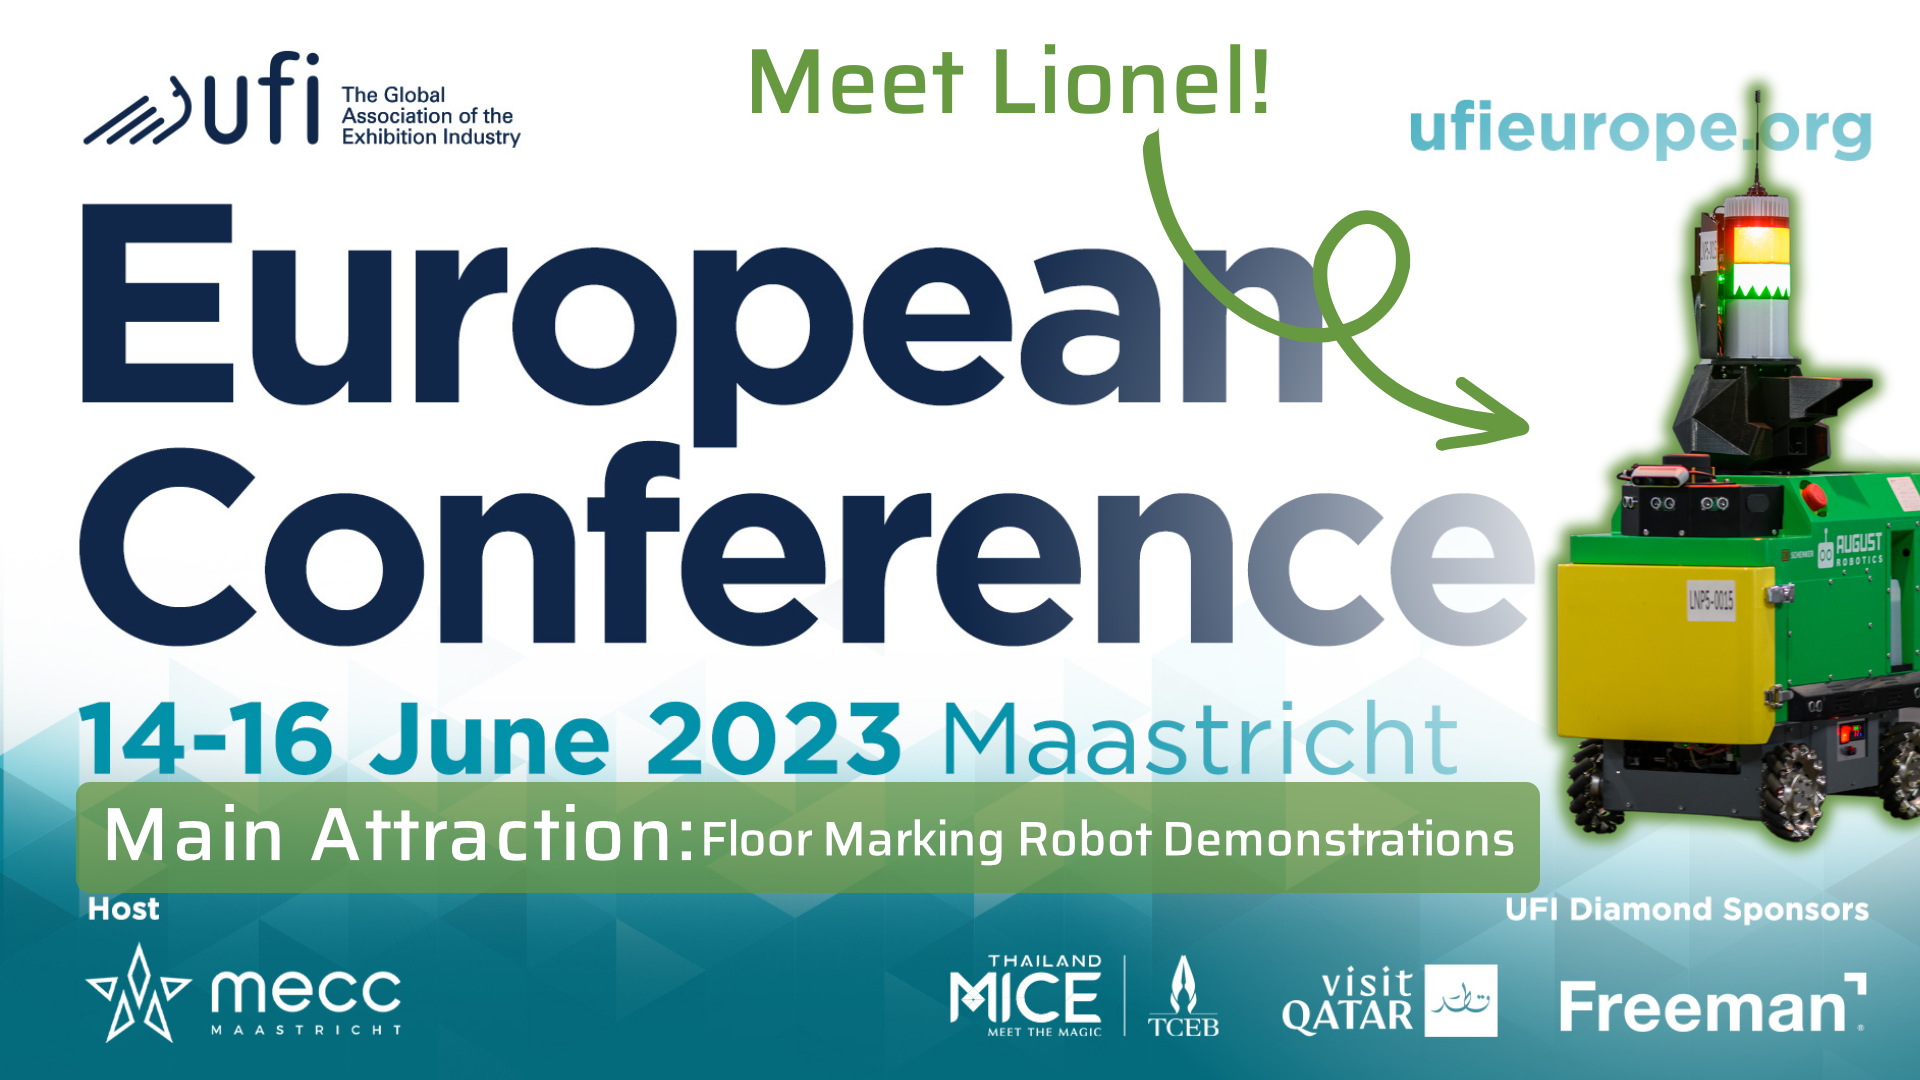 ufi
The Global
Association of the
Exhibition Industry
Meet Lionel!
ufieurope.org
European
Conference
14-16 June 2023 Maastricht
Main Attraction: Floor Marking Robot Demonstrations
AUGUST
ROBOTICS
SCHENKER
LNP5-0015
Host
UFI Diamond Sponsors
mecc
MAASTRICHT
THAILAND
MICE
MEET THE MAGIC
TCEB
visit
QATAR
قطر
Freeman